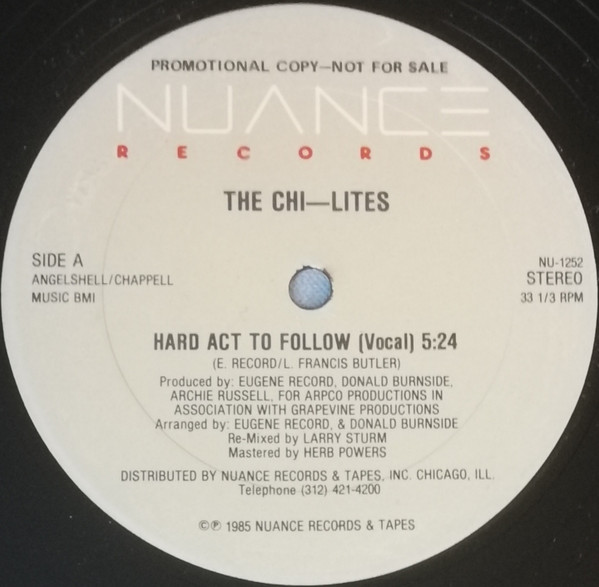 PROMOTIONAL COPY—NOT FOR SALE
NUANCE
RECORDS
THE CHI—LITES
SIDE A
ANGELSHELL/CHAPPELL
MUSIC BMI
NU-1252
STEREO
33 1/3 RPM
HARD ACT TO FOLLOW (Vocal) 5:24
(E. RECORD/L. FRANCIS BUTLER)
Produced by: EUGENE RECORD, DONALD BURNSIDE,
ARCHIE RUSSELL, FOR ARPCO PRODUCTIONS IN
ASSOCIATION WITH GRAPEVINE PRODUCTIONS
Arranged by: EUGENE RECORD, & DONALD BURNSIDE
Re-Mixed by LARRY STURM
Mastered by HERB POWERS
DISTRIBUTED BY NUANCE RECORDS & TAPES, INC. CHICAGO, ILL.
Telephone (312) 421-4200
©℗ 1985 NUANCE RECORDS & TAPES